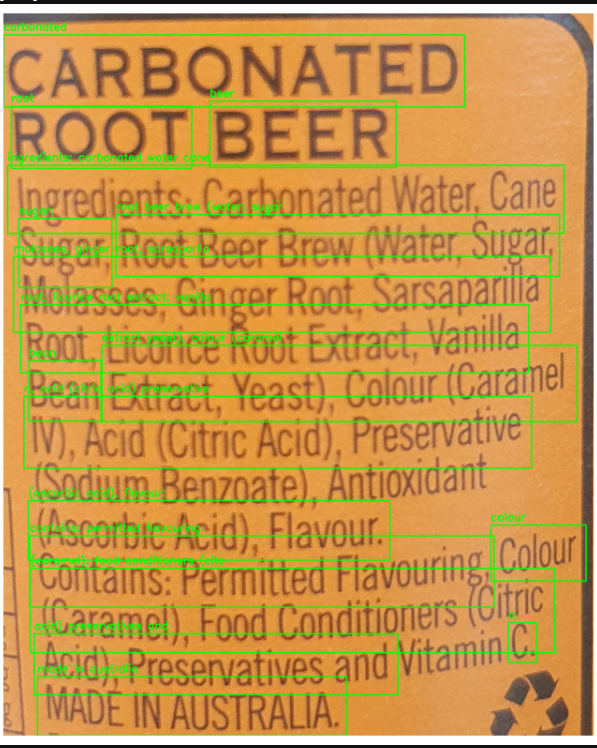 CARBONATED
ROOT BEER
Ingredients: Carbonated Water, Cane
Sugar, Root Beer Brew (Water, Sugar,
Molasses, Ginger Root, Sarsaparilla
Root, Licorice Root Extract, Vanilla
Bean Extract, Yeast), Colour (Caramel
IV), Acid (Citric Acid), Preservative
(Sodium Benzoate), Antioxidant
(Ascorbic Acid), Flavour.
Contains: Permitted Flavouring, Colour
(Caramel), Food Conditioners (Citric
Acid), Preservatives and Vitamin C.
MADE IN AUSTRALIA.